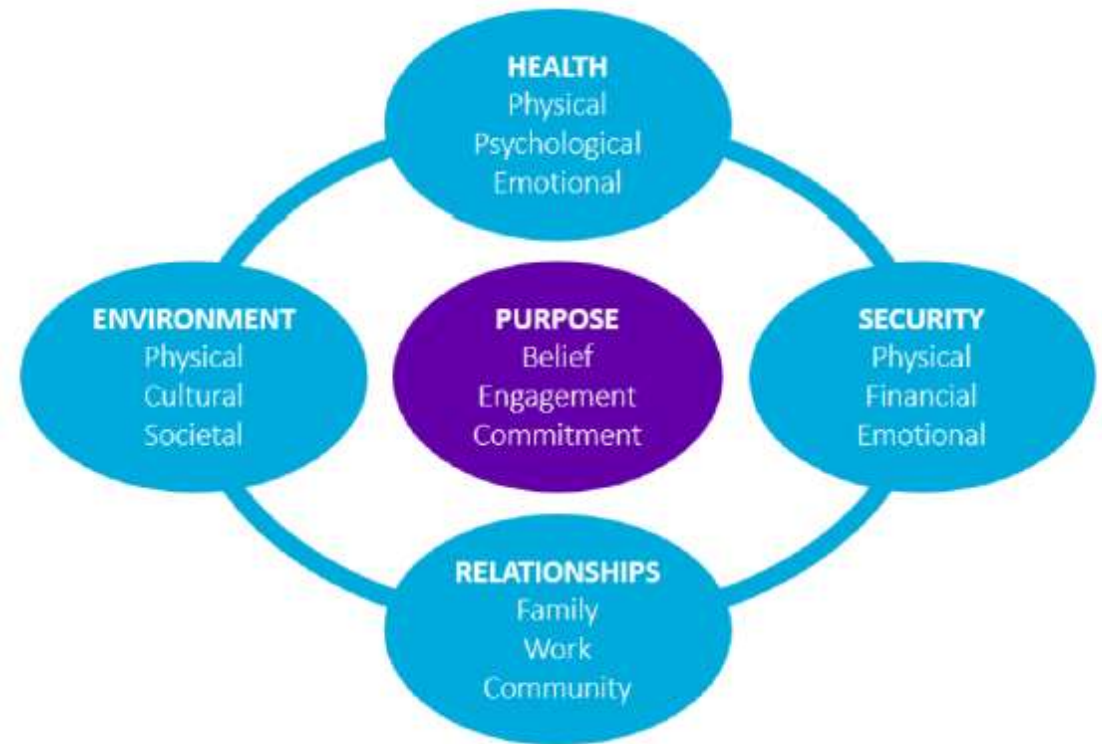 HEALTH
Physical
Psychological
Emotional
ENVIRONMENT
Physical
Cultural
Societal
PURPOSE
Belief
Engagement
Commitment
SECURITY
Physical
Financial
Emotional
RELATIONSHIPS
Family
Work
Community